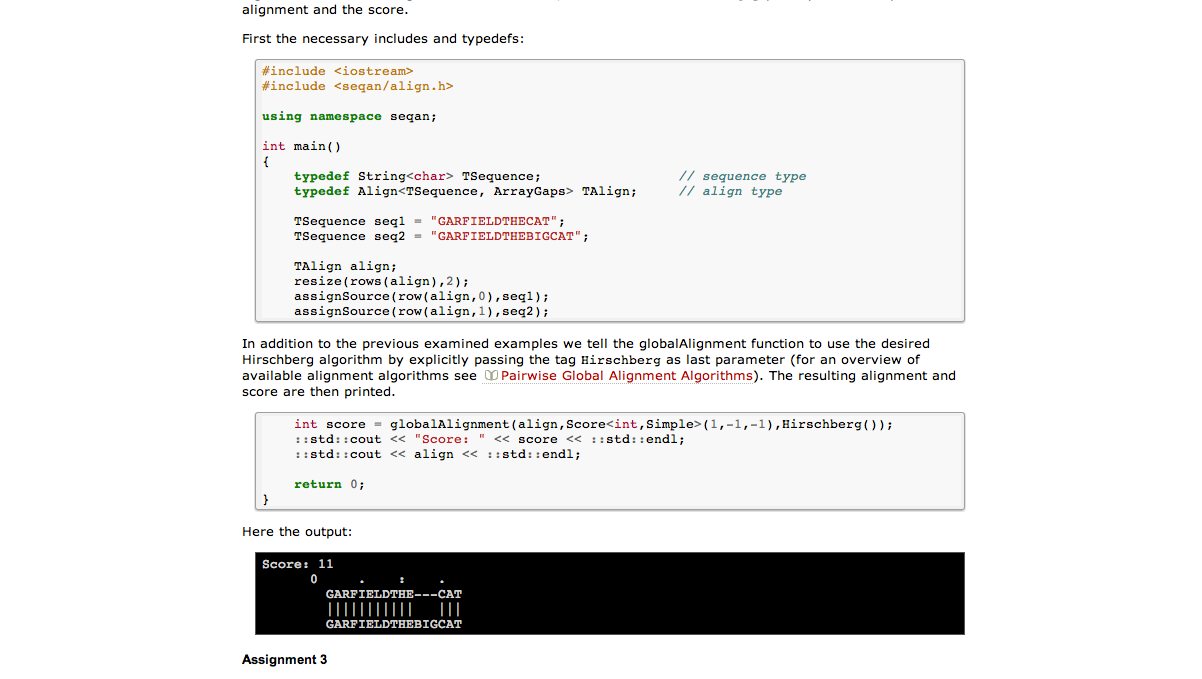 alignment and the score.
First the necessary includes and typedefs:
#include <iostream>
#include <seqan/align.h>
using namespace seqan;
int main()
{
typedef String<char> TSequence; // sequence type
typedef Align<TSequence, ArrayGaps> TAlign; // align type
TSequence seq1 = "GARFIELDTHECAT";
TSequence seq2 = "GARFIELDTHEBIGCAT";
TAlign align;
resize(rows(align),2);
assignSource(row(align,0),seq1);
assignSource(row(align,1),seq2);
In addition to the previous examined examples we tell the globalAlignment function to use the desired
Hirschberg algorithm by explicitly passing the tag Hirschberg as last parameter (for an overview of
available alignment algorithms see Pairwise Global Alignment Algorithms). The resulting alignment and
score are then printed.
int score = globalAlignment(align,Score<int,Simple>(1,-1,-1),Hirschberg());
::std::cout << "Score: " << score << ::std::endl;
::std::cout << align << ::std::endl;
return 0;
}
Here the output:
Score: 11
0 . : .
GARFIELDTHE---CAT
||||||||||| |||
GARFIELDTHEBIGCAT
Assignment 3